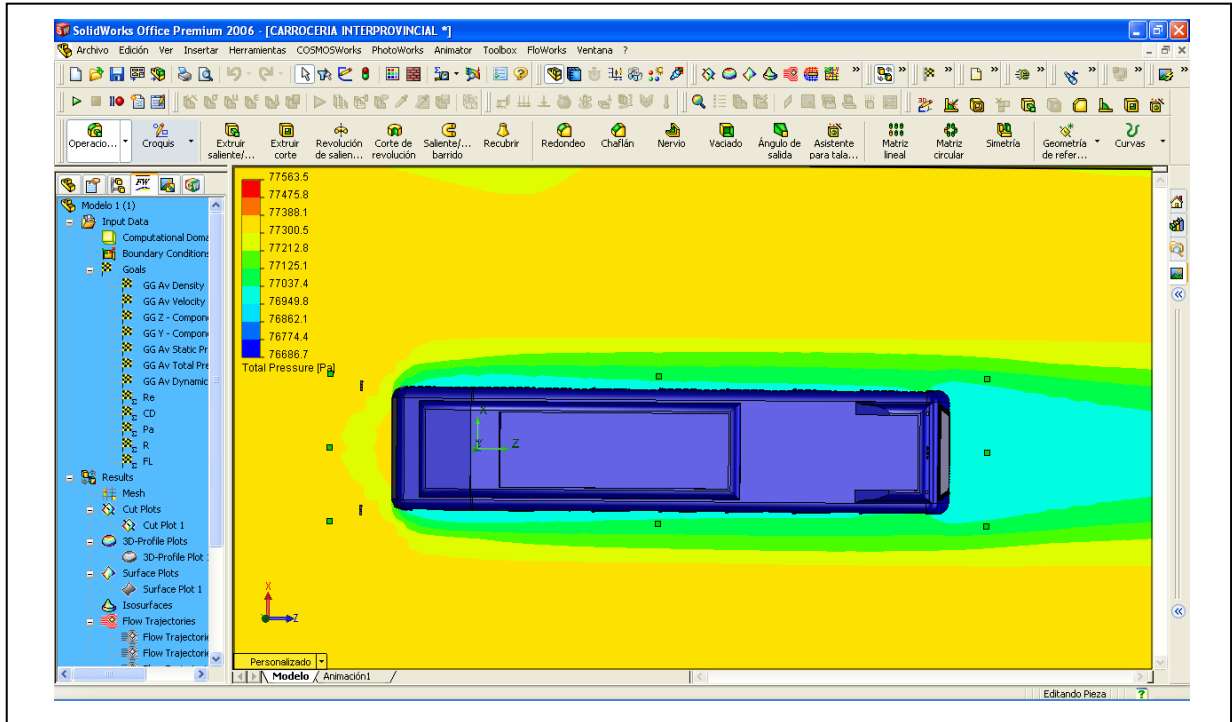 SolidWorks Office Premium 2006 - [CARROCERIA INTERPROVINCIAL *]
Archivo Edición Ver Insertar Herramientas COSMOSWorks PhotoWorks Animator Toolbox FloWorks Ventana ?
Operacio... Croquis Extruir saliente/... Extruir corte Revolución de salien... Corte de revolución Saliente/... barrido Recubrir Redondeo Chaflán Nervio Vaciado Ángulo de salida Asistente para tala... Matriz lineal Matriz circular Simetría Geometría de refer... Curvas
Modelo 1 (1)
Input Data
Computational Doma
Boundary Conditions
Goals
GG Av Density
GG Av Velocity
GG Z - Compon
GG Y - Compon
GG Av Static Pr
GG Av Total Pre
GG Av Dynamic
Re
CD
Pa
R
FL
Results
Mesh
Cut Plots
Cut Plot 1
3D-Profile Plots
3D-Profile Plot
Surface Plots
Surface Plot 1
Isosurfaces
Flow Trajectories
Flow Trajectorie
Flow Trajectorie
77563.5
77475.8
77388.1
77300.5
77212.8
77125.1
77037.4
76949.8
76862.1
76774.4
76686.7
Total Pressure [Pa]
X
Y Z
X
Z
Personalizado
Modelo Animación1
Editando Pieza